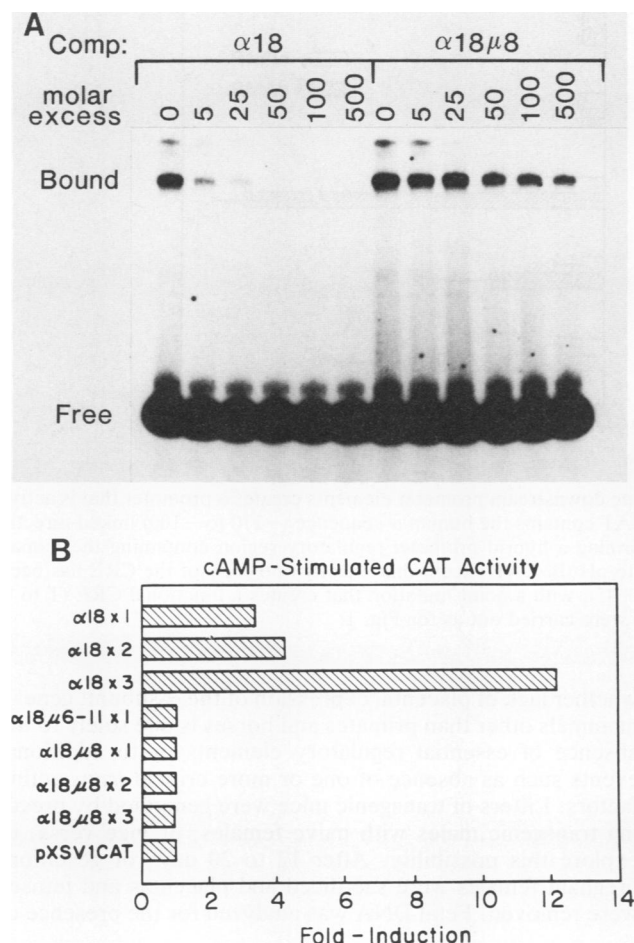 A
Comp: α18 α18μ8
molar excess 0 5 25 50 100 500 0 5 25 50 100 500
Bound
Free
B
cAMP-Stimulated CAT Activity
α18 x 1
α18 x 2
α18 x 3
α18μ6-11 x 1
α18μ8 x 1
α18μ8 x 2
α18μ8 x 3
pXSV1CAT
0 2 4 6 8 10 12 14
Fold-Induction